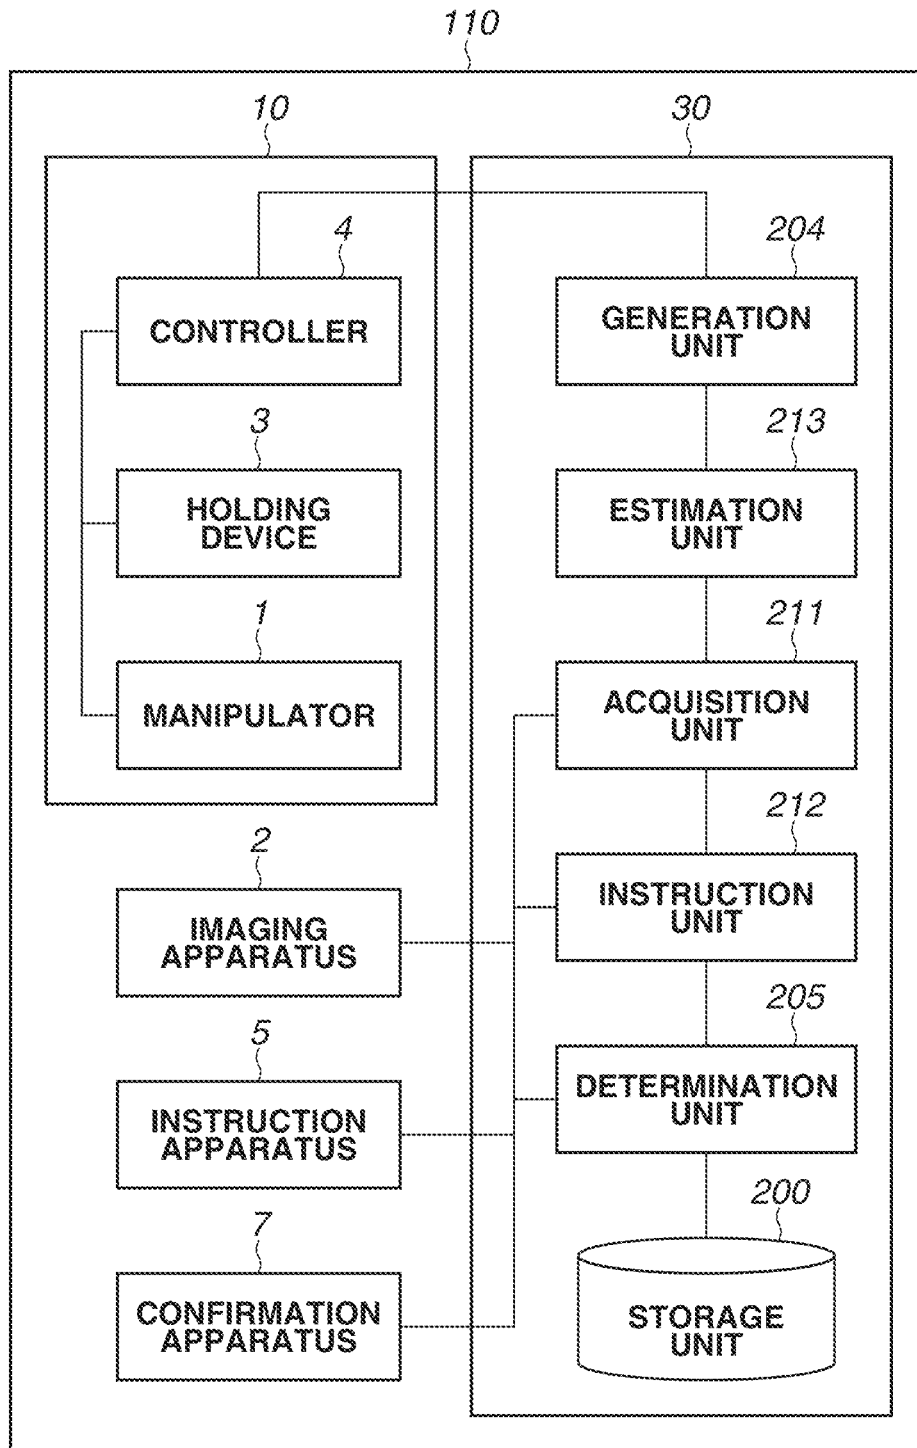 110
10
30
4
CONTROLLER
3
HOLDING
DEVICE
1
MANIPULATOR
2
IMAGING
APPARATUS
5
INSTRUCTION
APPARATUS
7
CONFIRMATION
APPARATUS
204
GENERATION
UNIT
213
ESTIMATION
UNIT
211
ACQUISITION
UNIT
212
INSTRUCTION
UNIT
205
DETERMINATION
UNIT
200
STORAGE
UNIT